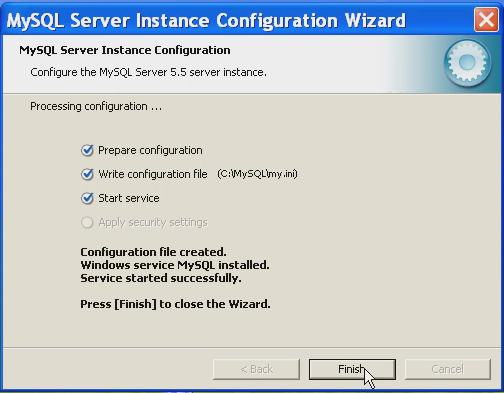 MySQL Server Instance Configuration Wizard
MySQL Server Instance Configuration
Configure the MySQL Server 5.5 server instance.
Processing configuration ...
Prepare configuration
Write configuration file (C:\MySQL\my.ini)
Start service
Apply security settings
Configuration file created.
Windows service MySQL installed.
Service started successfully.
Press [Finish] to close the Wizard.
< Back Finish Cancel